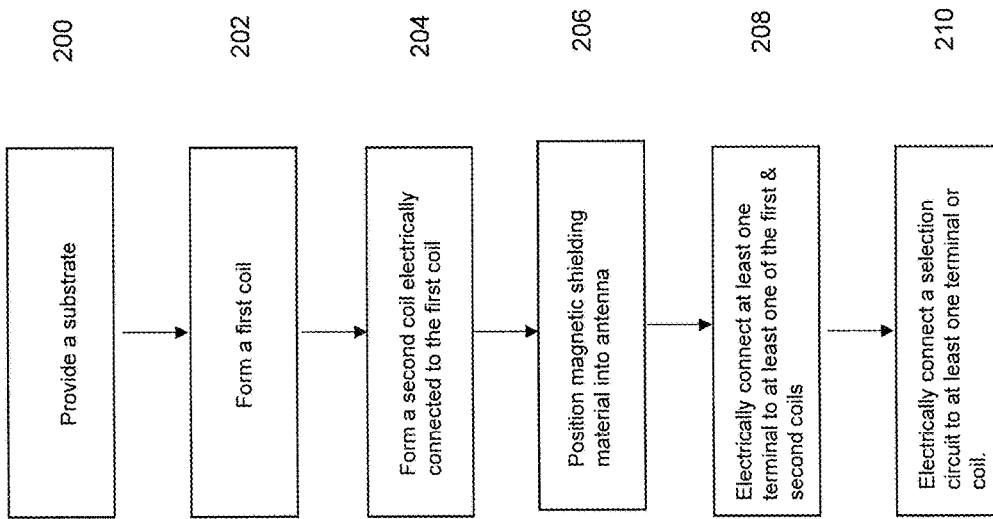 200
Provide a substrate
202
Form a first coil
204
Form a second coil electrically
connected to the first coil
206
Position magnetic shielding
material into antenna
208
Electrically connect at least one
terminal to at least one of the first &
second coils
210
Electrically connect a selection
circuit to at least one terminal or
coil.